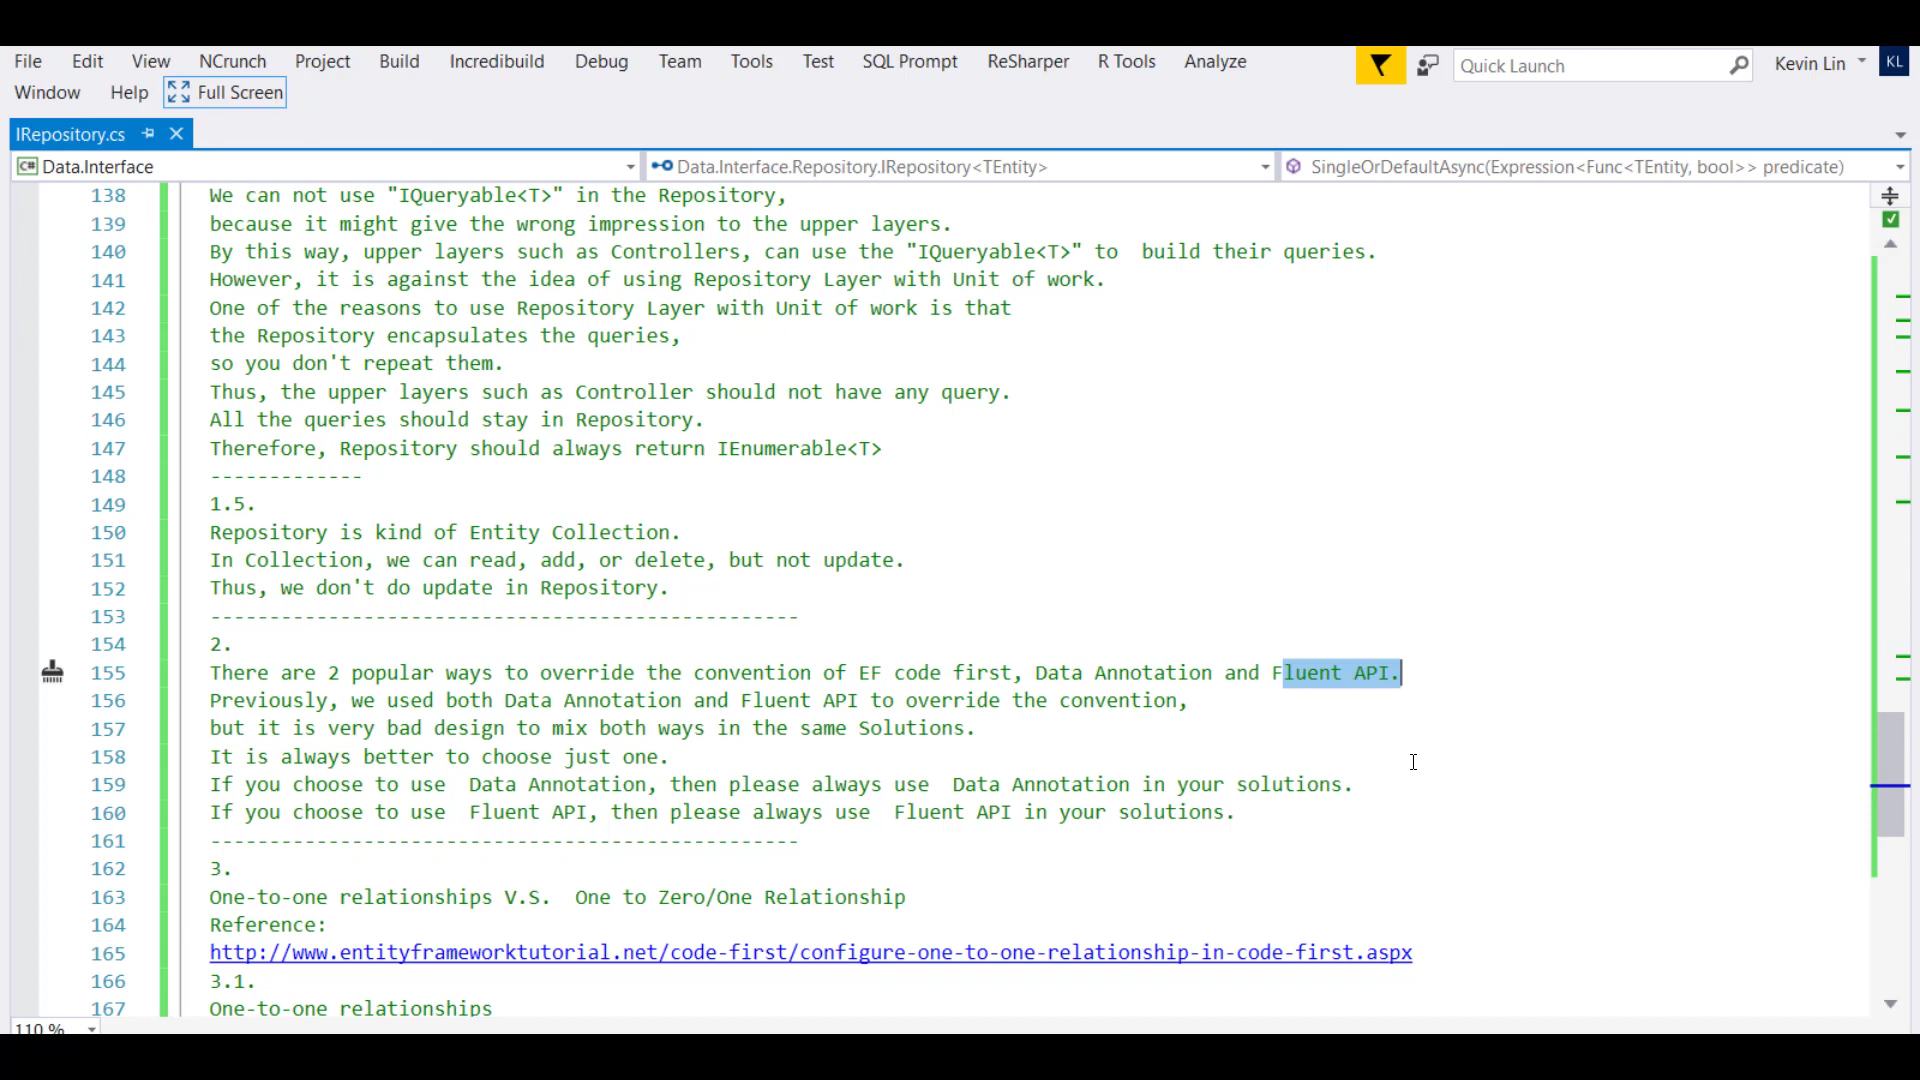 File Edit View NCrunch Project Build Incredibuild Debug Team Tools Test SQL Prompt ReSharper R Tools Analyze Quick Launch Kevin Lin KL
Window Help Full Screen
IRepository.cs
C# Data.Interface Data.Interface.Repository.IRepository<TEntity> SingleOrDefaultAsync(Expression<Func<TEntity, bool>> predicate)
138 We can not use "IQueryable<T>" in the Repository,
139 because it might give the wrong impression to the upper layers.
140 By this way, upper layers such as Controllers, can use the "IQueryable<T>" to  build their queries.
141 However, it is against the idea of using Repository Layer with Unit of work.
142 One of the reasons to use Repository Layer with Unit of work is that
143 the Repository encapsulates the queries,
144 so you don't repeat them.
145 Thus, the upper layers such as Controller should not have any query.
146 All the queries should stay in Repository.
147 Therefore, Repository should always return IEnumerable<T>
148 -------------
149 1.5.
150 Repository is kind of Entity Collection.
151 In Collection, we can read, add, or delete, but not update.
152 Thus, we don't do update in Repository.
153 --------------------------------------------------
154 2.
155 There are 2 popular ways to override the convention of EF code first, Data Annotation and Fluent API.
156 Previously, we used both Data Annotation and Fluent API to override the convention,
157 but it is very bad design to mix both ways in the same Solutions.
158 It is always better to choose just one.
159 If you choose to use  Data Annotation, then please always use  Data Annotation in your solutions.
160 If you choose to use  Fluent API, then please always use  Fluent API in your solutions.
161 --------------------------------------------------
162 3.
163 One-to-one relationships V.S.  One to Zero/One Relationship
164 Reference:
165 http://www.entityframeworktutorial.net/code-first/configure-one-to-one-relationship-in-code-first.aspx
166 3.1.
167 One-to-one relationships
110 %